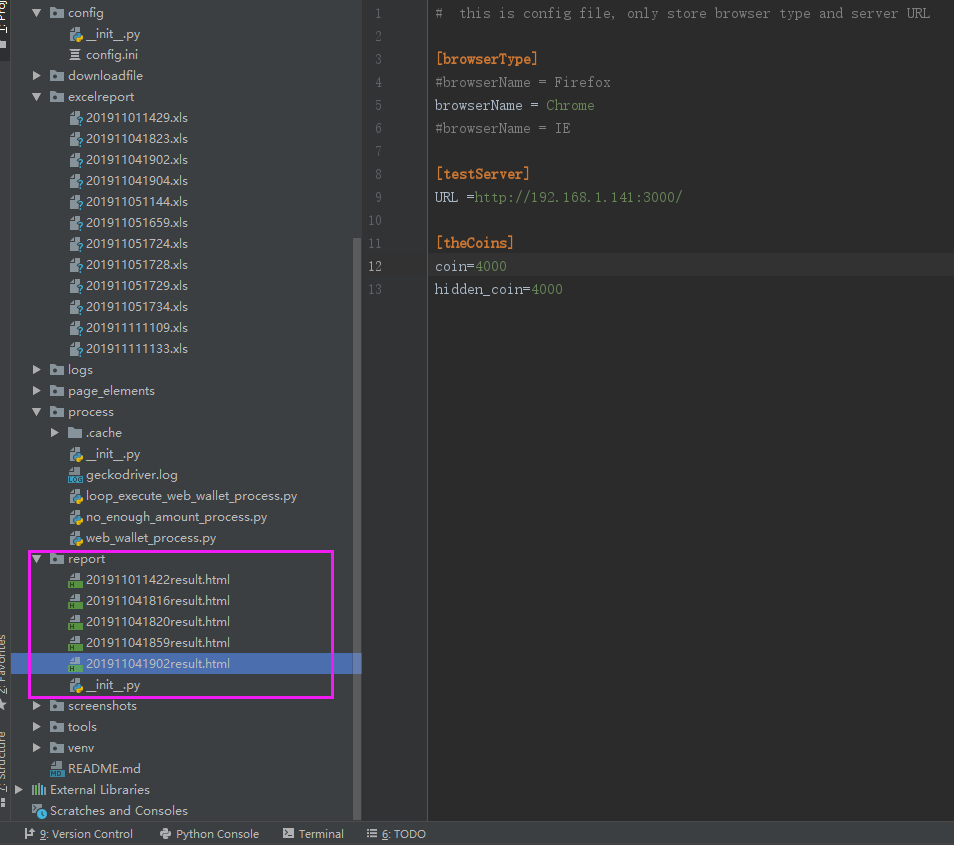 1: Proj
config
__init__.py
config.ini
downloadfile
excelreport
201911011429.xls
201911041823.xls
201911041902.xls
201911041904.xls
201911051144.xls
201911051659.xls
201911051724.xls
201911051728.xls
201911051729.xls
201911051734.xls
201911111109.xls
201911111133.xls
logs
page_elements
process
.cache
__init__.py
geckodriver.log
loop_execute_web_wallet_process.py
no_enough_amount_process.py
web_wallet_process.py
report
201911011422result.html
201911041816result.html
201911041820result.html
201911041859result.html
201911041902result.html
__init__.py
screenshots
tools
venv
README.md
External Libraries
Scratches and Consoles
2: Favorites
7: Structure
1 # this is config file, only store browser type and server URL
2
3 [browserType]
4 #browserName = Firefox
5 browserName = Chrome
6 #browserName = IE
7
8 [testServer]
9 URL =http://192.168.1.141:3000/
10
11 [theCoins]
12 coin=4000
13 hidden_coin=4000
9: Version Control Python Console Terminal 6: TODO